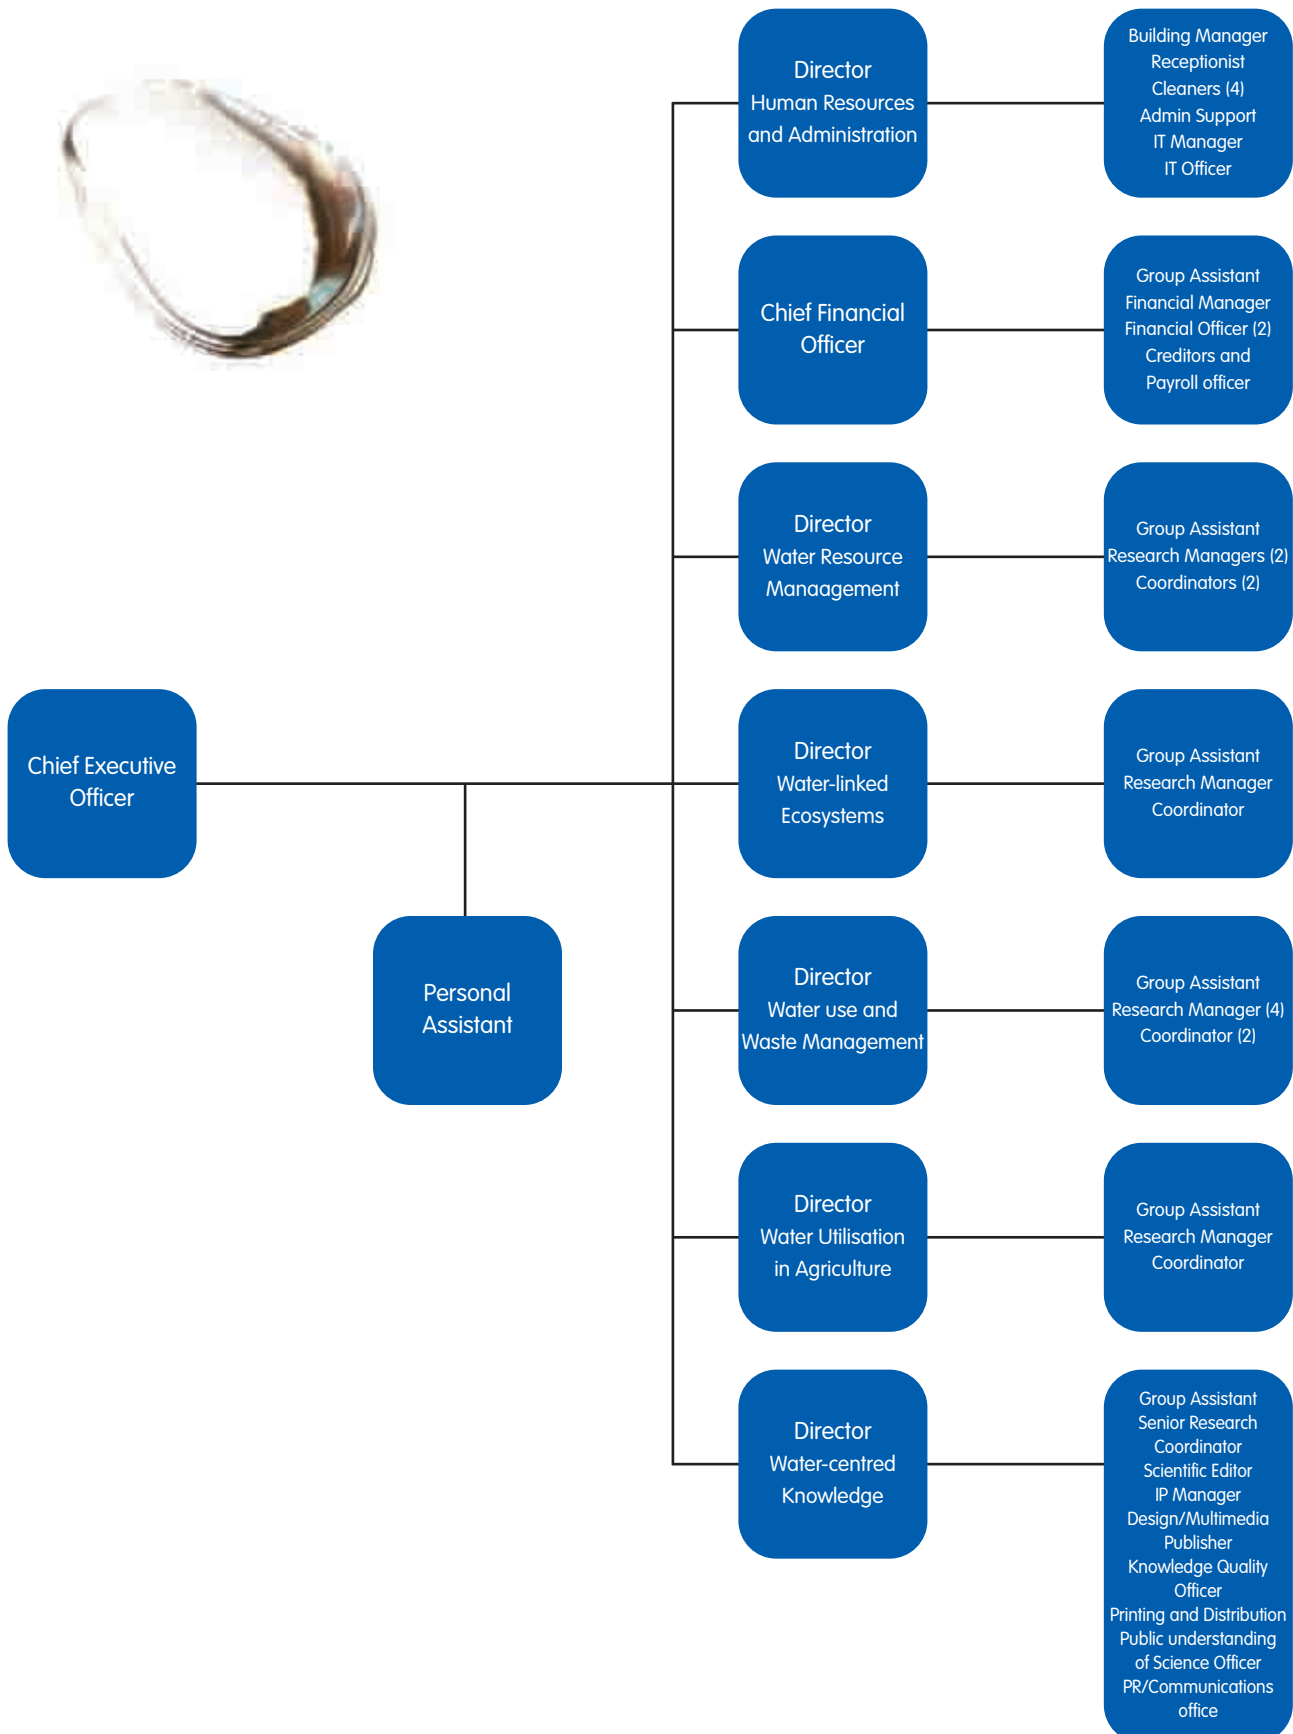 Director
Human Resources
and Administration
Building Manager
Receptionist
Cleaners (4)
Admin Support
IT Manager
IT Officer
Chief Financial
Officer
Group Assistant
Financial Manager
Financial Officer (2)
Creditors and
Payroll officer
Director
Water Resource
Manaagement
Group Assistant
Research Managers (2)
Coordinators (2)
Chief Executive
Officer
Director
Water-linked
Ecosystems
Group Assistant
Research Manager
Coordinator
Personal
Assistant
Director
Water use and
Waste Management
Group Assistant
Research Manager (4)
Coordinator (2)
Director
Water Utilisation
in Agriculture
Group Assistant
Research Manager
Coordinator
Director
Water-centred
Knowledge
Group Assistant
Senior Research
Coordinator
Scientific Editor
IP Manager
Design/Multimedia
Publisher
Knowledge Quality
Officer
Printing and Distribution
Public understanding
of Science Officer
PR/Communications
office